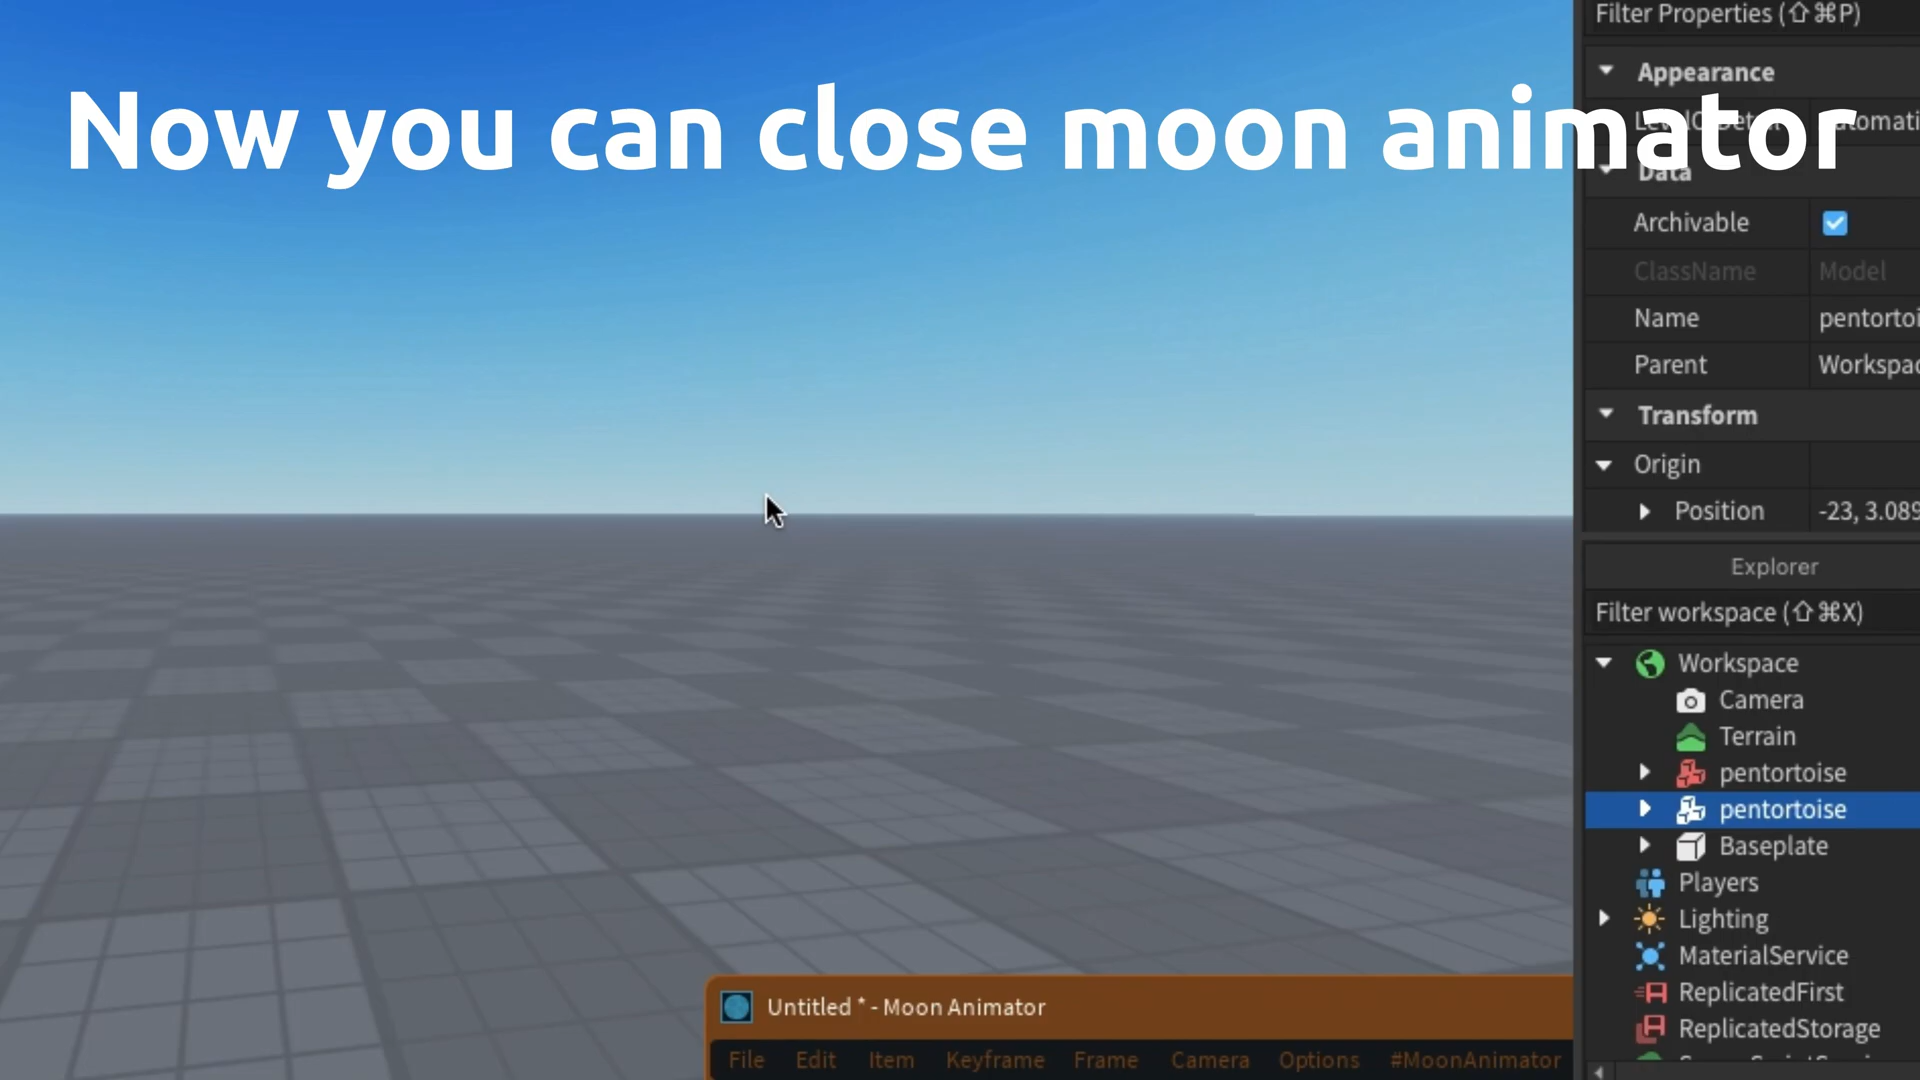 Now you can close moon animator
Filter Properties (⇧⌘P)
Appearance
Data
Archivable
ClassName Model
Name
Parent
Transform
Origin
Position -23, 3.089
Explorer
Filter workspace (⇧⌘X)
Workspace
Camera
Terrain
pentortoise
pentortoise
Baseplate
Players
Lighting
MaterialService
ReplicatedFirst
ReplicatedStorage
Untitled * - Moon Animator
File Edit Item Keyframe Frame Camera Options #MoonAnimator